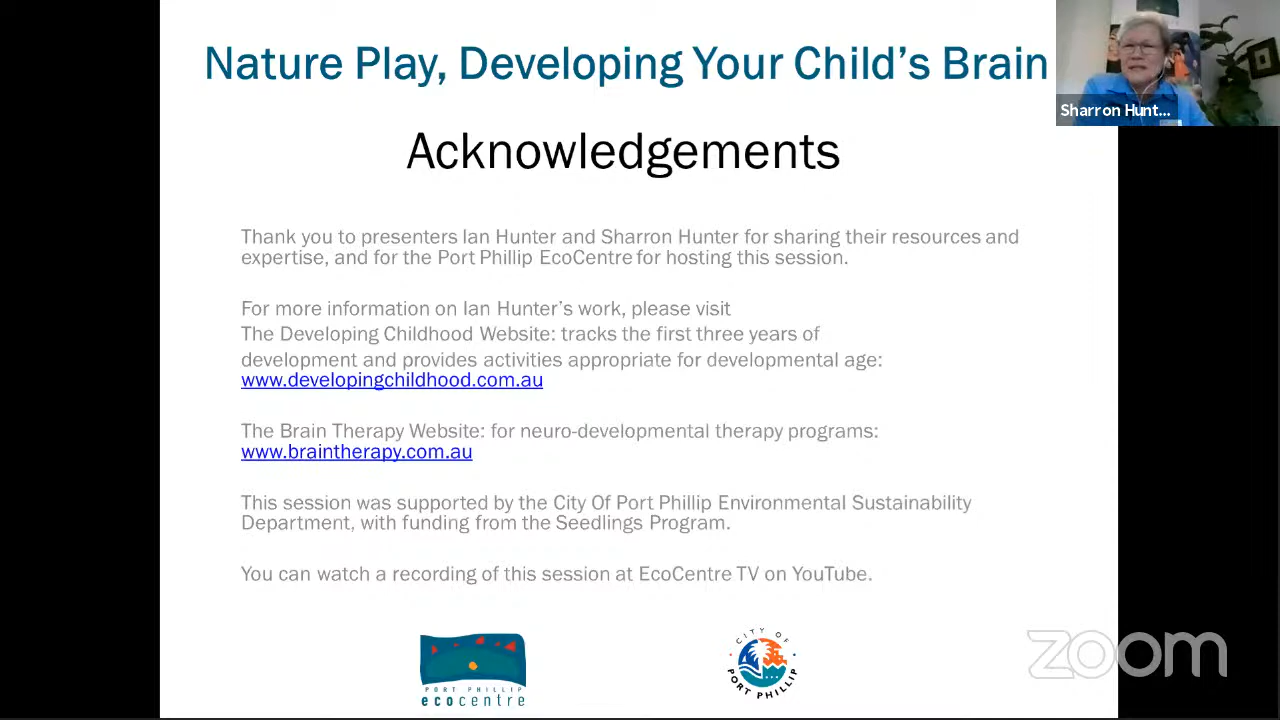 Nature Play, Developing Your Child's Brain
Sharron Hunt...
Acknowledgements
Thank you to presenters Ian Hunter and Sharron Hunter for sharing their resources and
expertise, and for the Port Phillip EcoCentre for hosting this session.
For more information on Ian Hunter's work, please visit
The Developing Childhood Website: tracks the first three years of
development and provides activities appropriate for developmental age:
www.developingchildhood.com.au
The Brain Therapy Website: for neuro-developmental therapy programs:
www.braintherapy.com.au
This session was supported by the City Of Port Phillip Environmental Sustainability
Department, with funding from the Seedlings Program.
You can watch a recording of this session at EcoCentre TV on YouTube.
PORT PHILLIP
ecocentre
CITY OF
PORT PHILLIP
zoom